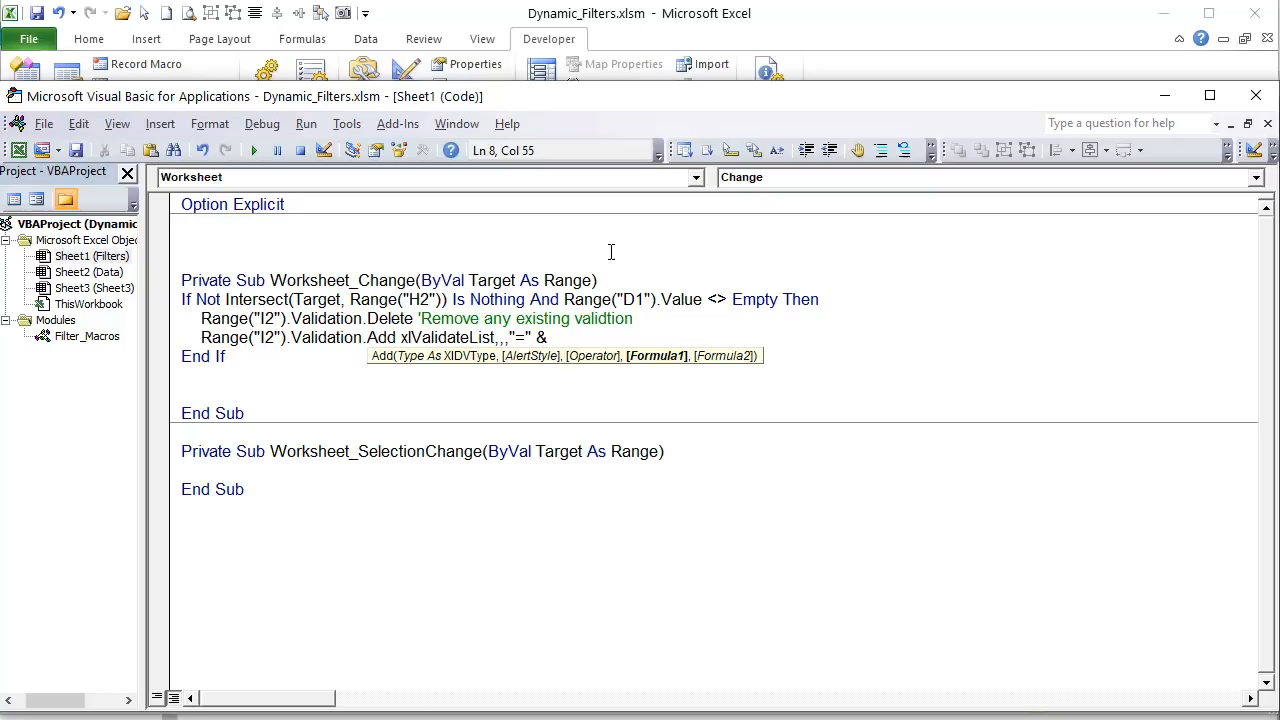 Dynamic_Filters.xlsm - Microsoft Excel
File Home Insert Page Layout Formulas Data Review View Developer
Record Macro Properties Map Properties Import
Microsoft Visual Basic for Applications - Dynamic_Filters.xlsm - [Sheet1 (Code)]
File Edit View Insert Format Debug Run Tools Add-Ins Window Help Type a question for help
Ln 8, Col 55
Project - VBAProject
Worksheet Change
VBAProject (Dynamic
Microsoft Excel Objec
Sheet1 (Filters)
Sheet2 (Data)
Sheet3 (Sheet3)
ThisWorkbook
Modules
Filter_Macros
Option Explicit
Private Sub Worksheet_Change(ByVal Target As Range)
If Not Intersect(Target, Range("H2")) Is Nothing And Range("D1").Value <> Empty Then
Range("I2").Validation.Delete 'Remove any existing validtion
Range("I2").Validation.Add xlValidateList,,,"=" &
End If
Add(Type As XlDVType, [AlertStyle], [Operator], [Formula1], [Formula2])
End Sub
Private Sub Worksheet_SelectionChange(ByVal Target As Range)
End Sub